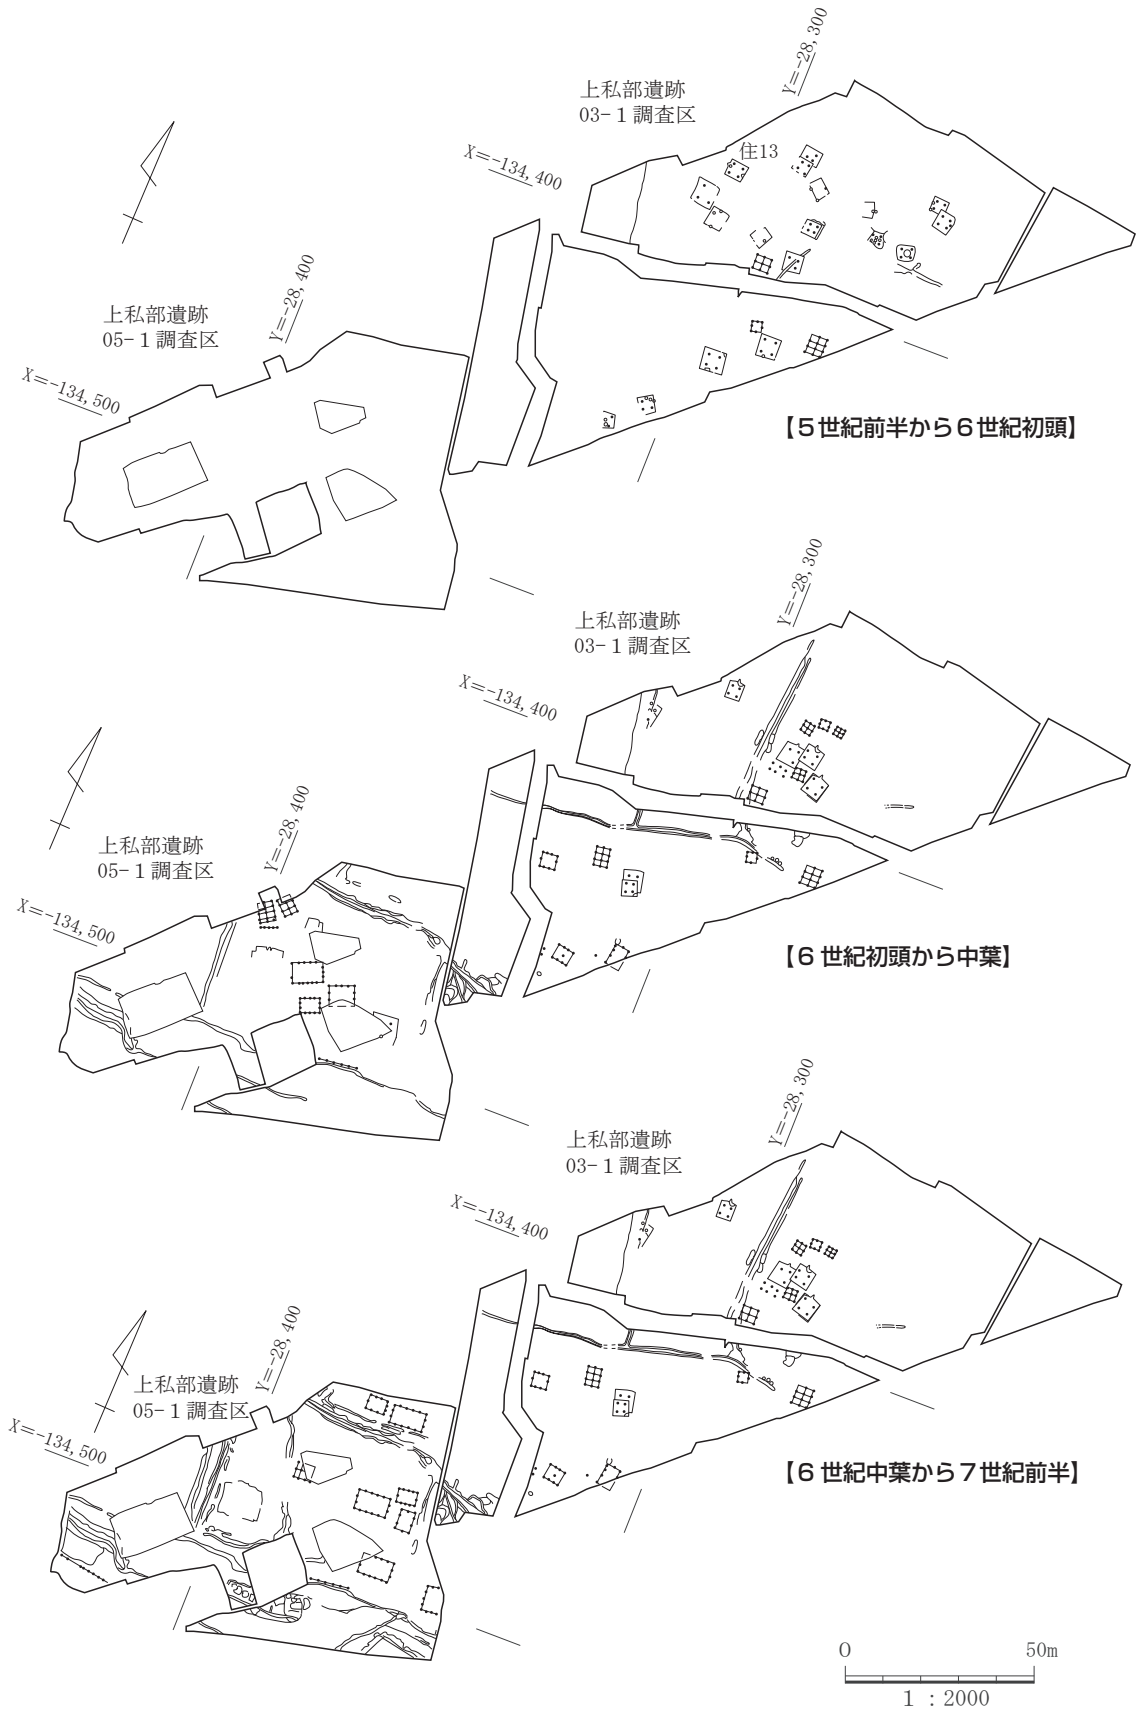 Y=-28,300
上私部遺跡
03-1調査区
X=-134,400
住13
Y=-28,400
上私部遺跡
05-1調査区
X=-134,500
【5世紀前半から6世紀初頭】
Y=-28,300
上私部遺跡
03-1調査区
X=-134,400
Y=-28,400
上私部遺跡
05-1調査区
X=-134,500
【6世紀初頭から中葉】
Y=-28,300
上私部遺跡
03-1調査区
X=-134,400
Y=-28,400
上私部遺跡
05-1調査区
X=-134,500
【6世紀中葉から7世紀前半】
0 50m
1:2000